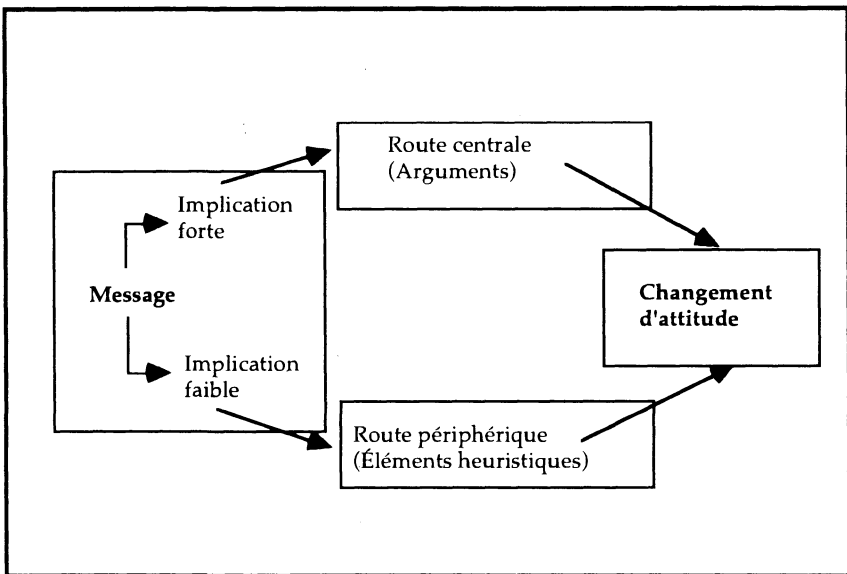 Route centrale
(Arguments)
Implication
forte
Message
Changement
d'attitude
Implication
faible
Route périphérique
(Éléments heuristiques)